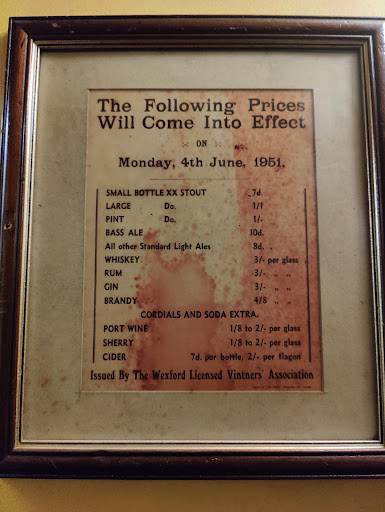 The Following Prices
Will Come Into Effect
ON
Monday, 4th June, 1951.
SMALL BOTTLE XX STOUT 7d.
LARGE Do. 1/1
PINT Do. 1/-
BASS ALE 10d.
All other Standard Light Ales 8d.
WHISKEY 3/- per glass
RUM 3/- " "
GIN 3/- " "
BRANDY 4/8 " "
CORDIALS AND SODA EXTRA.
PORT WINE 1/8 to 2/- per glass
SHERRY 1/8 to 2/- per glass
CIDER 7d. per bottle, 2/- per flagon
Issued By The Wexford Licensed Vintners' Association